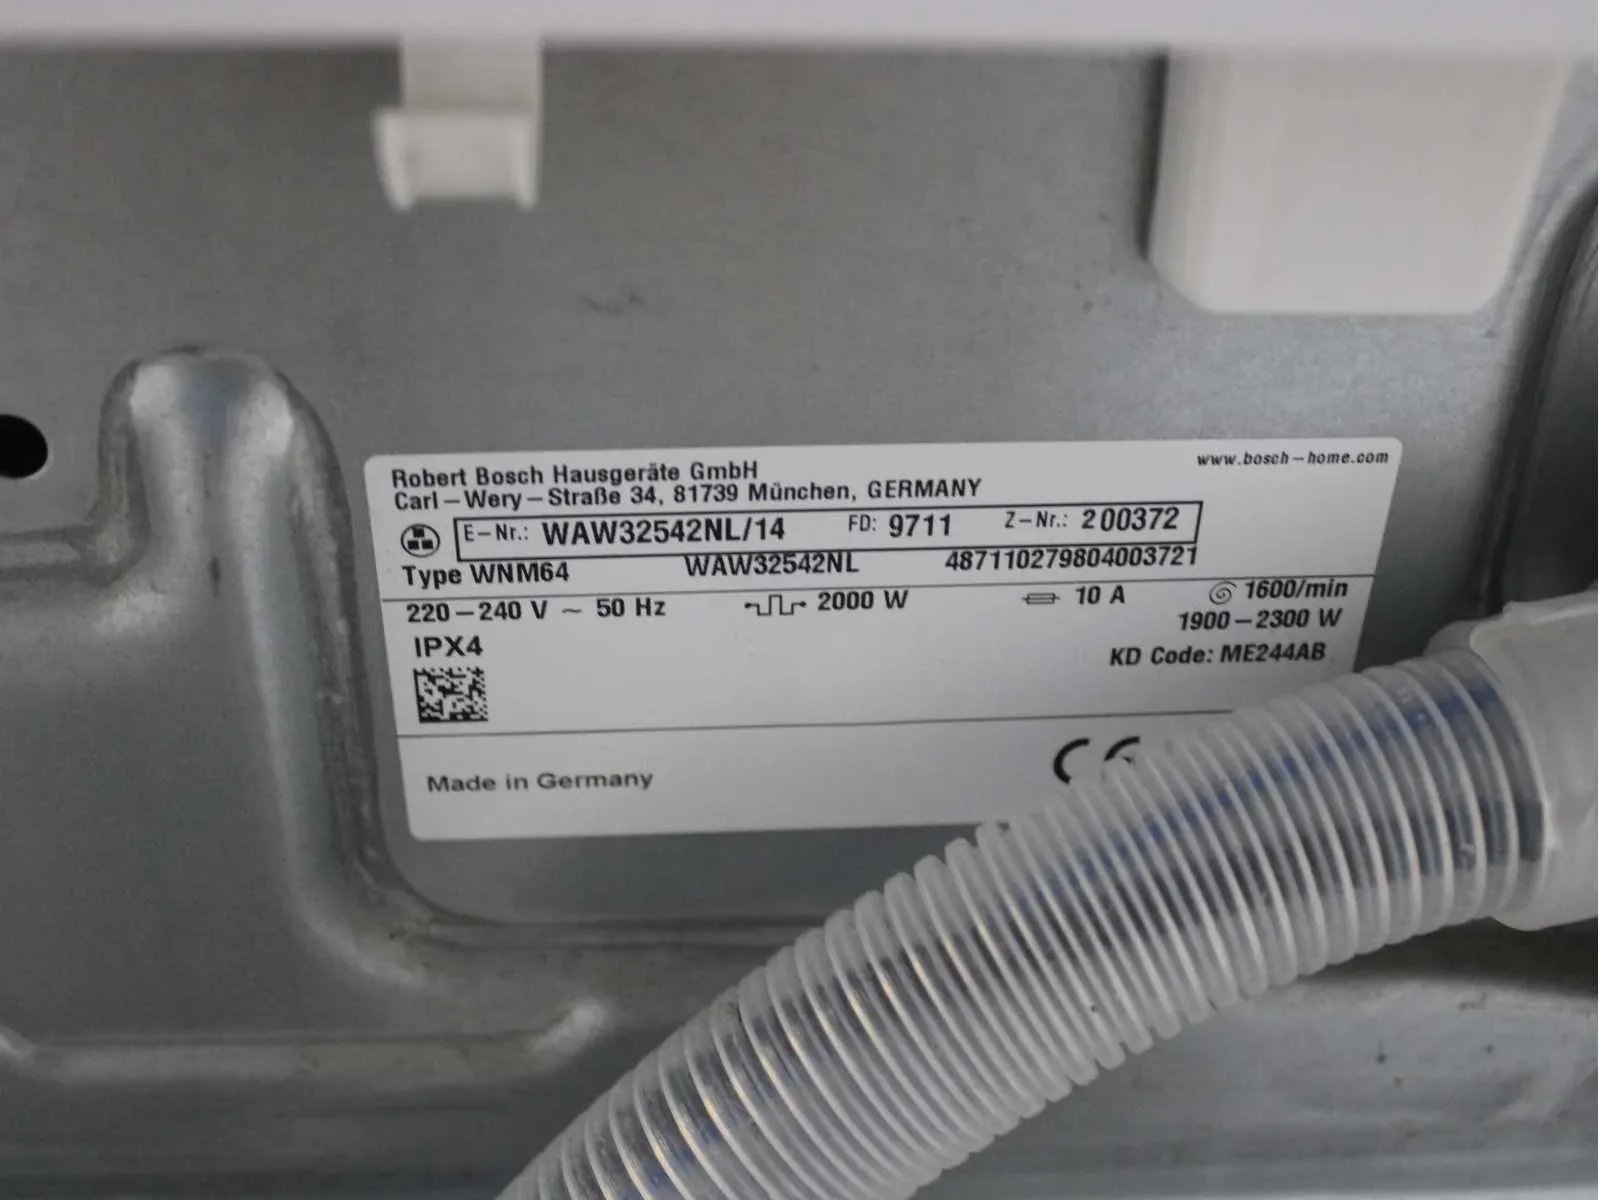 Robert Bosch Hausgeräte GmbH
www.bosch-home.com
Carl-Wery-Straße 34, 81739 München, GERMANY
E-Nr.: WAW32542NL/14 FD: 9711 Z-Nr.: 200372
Type WNM64 WAW32542NL 487110279804003721
220-240 V ~ 50 Hz 2000 W 10 A 1600/min
1900-2300 W
IPX4
KD Code: ME244AB
Made in Germany
CE